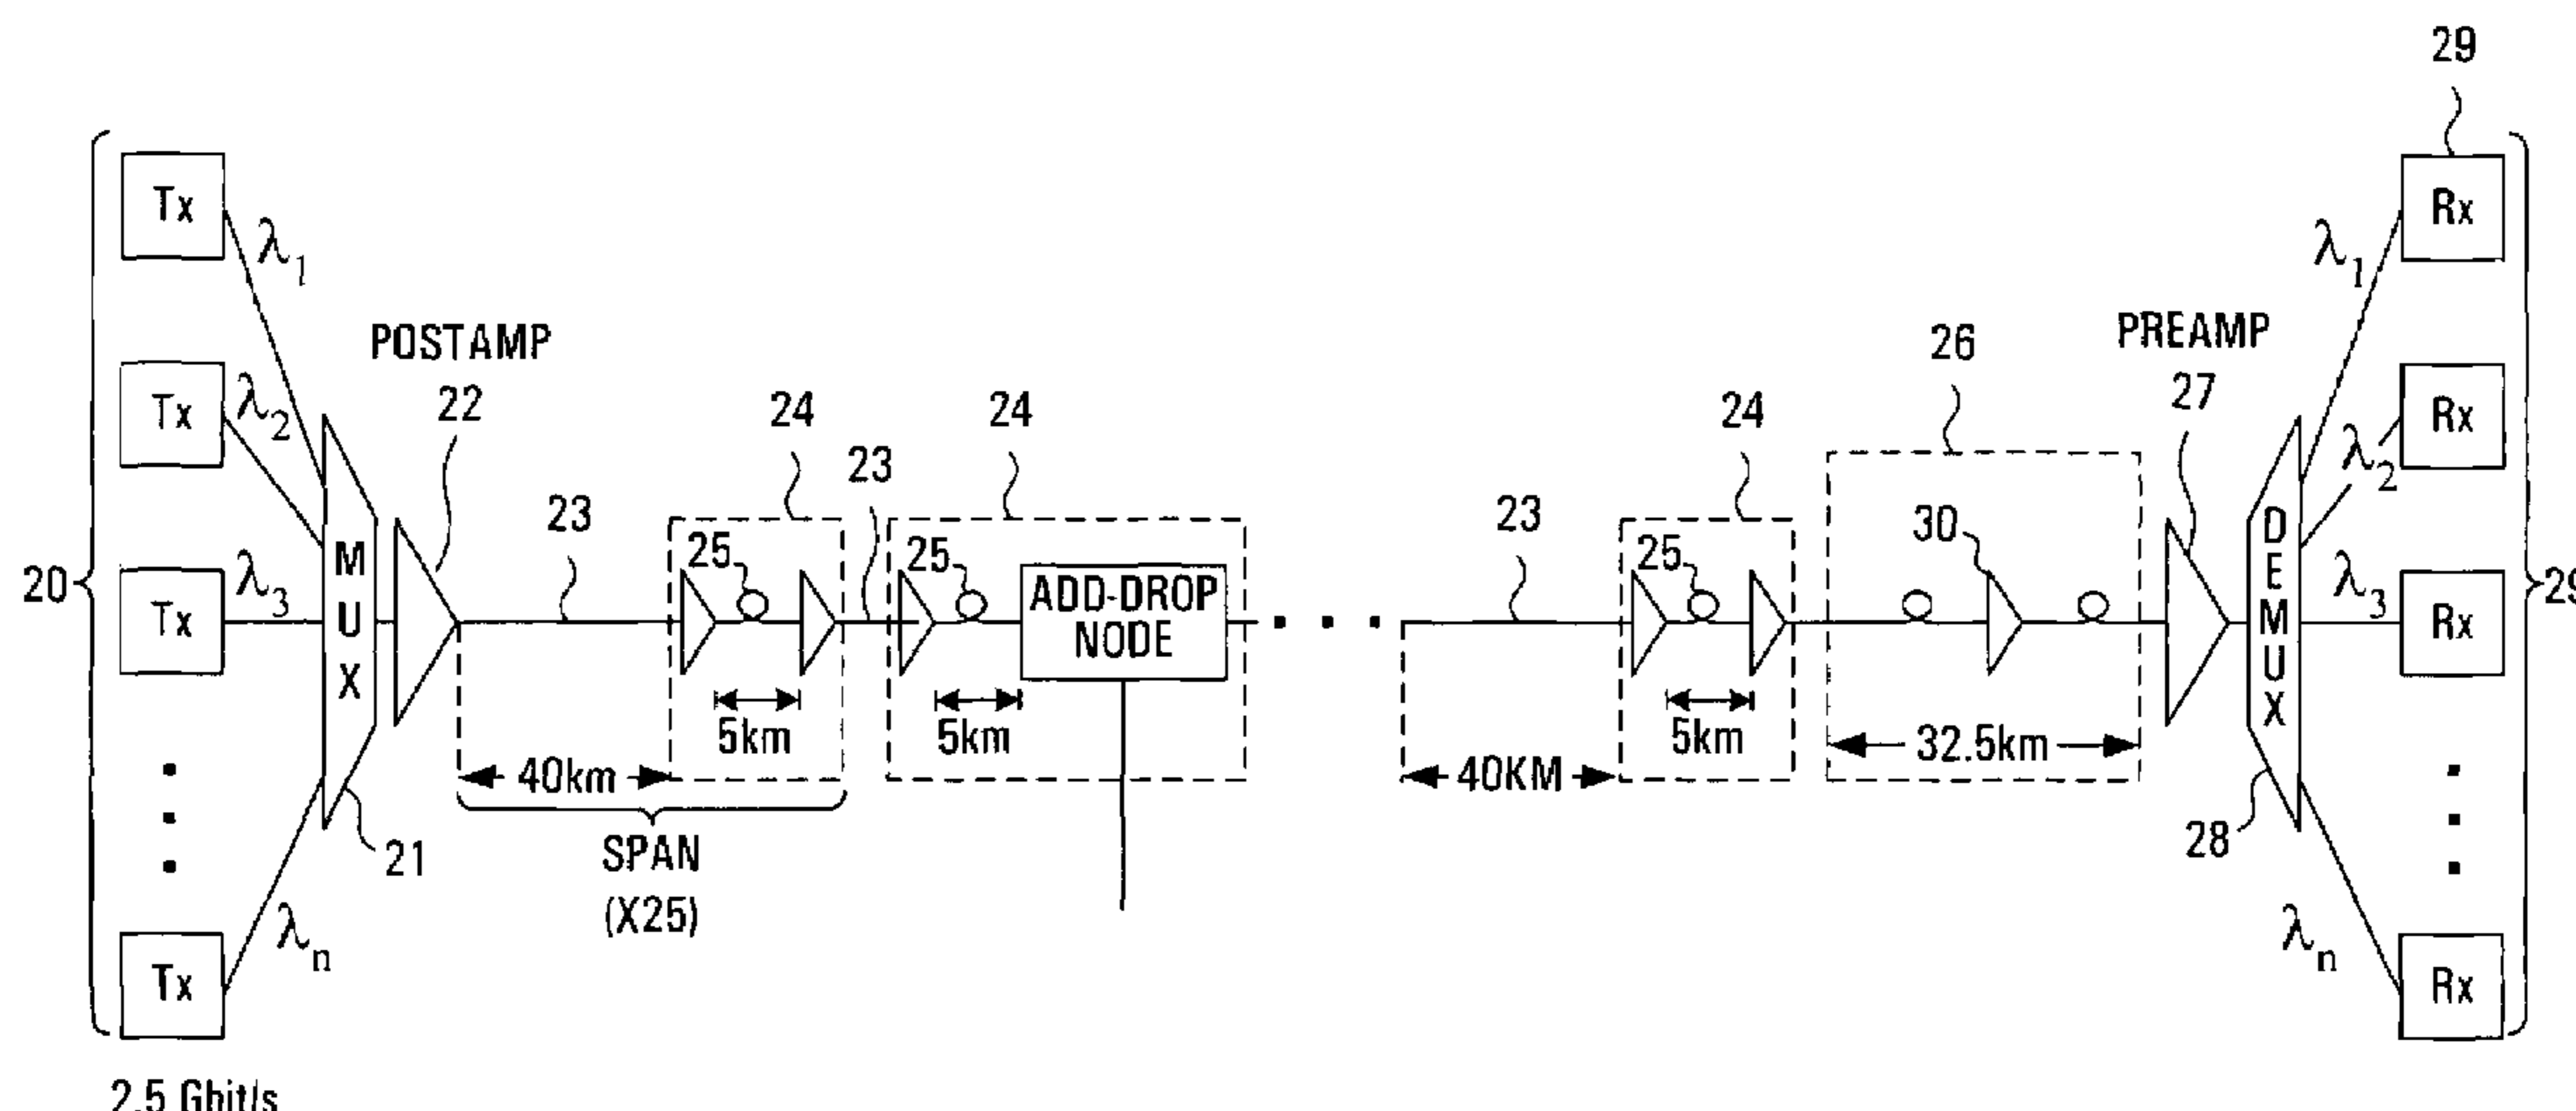 29
Tx
Rx
λ1
λ1
POSTAMP
PREAMP
26
22
27
24
24
24
Tx
λ2
Rx
λ2
23
23
23
20
Tx
λ3
MUX
25
25
ADD-DROP
NODE
25
30
DEMUX
λ3
Rx
29
5km
5km
5km
32.5km
40km
40KM
21
28
SPAN
(X25)
λn
λn
Tx
Rx
2.5 Gbit/s